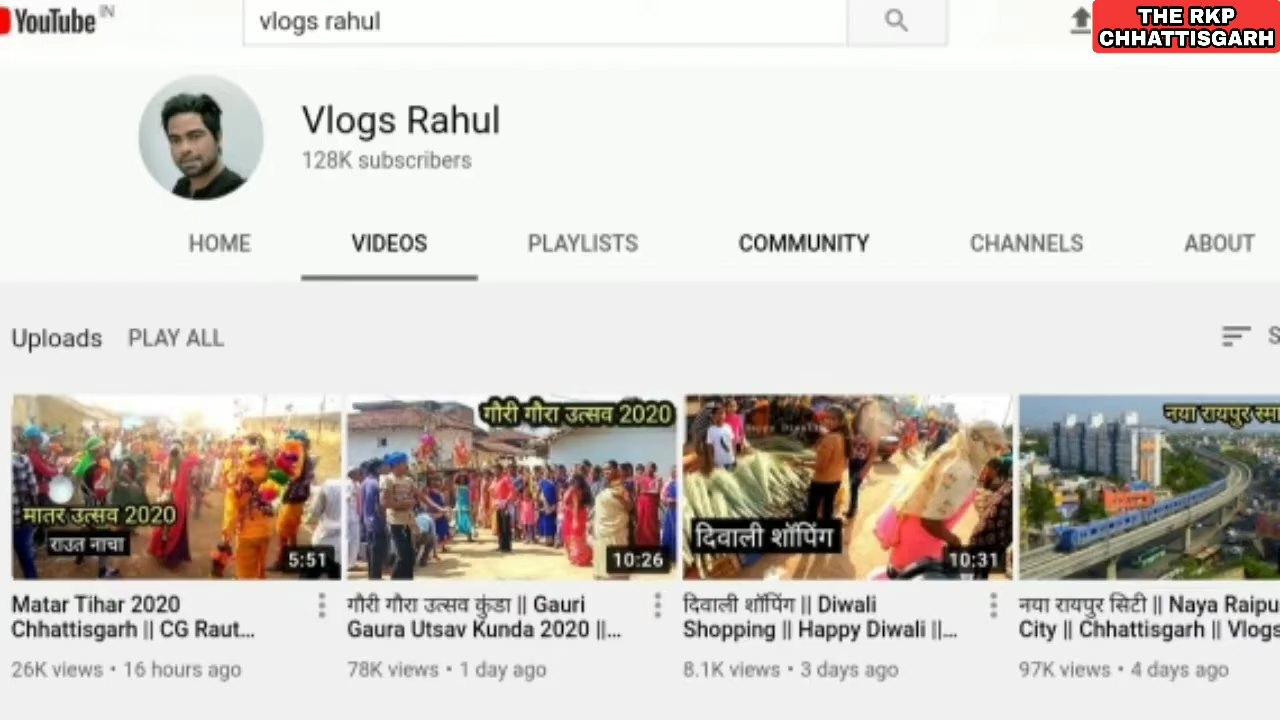 YouTube IN
vlogs rahul
THE RKP
CHHATTISGARH
Vlogs Rahul
128K subscribers
HOME
VIDEOS
PLAYLISTS
COMMUNITY
CHANNELS
ABOUT
Uploads
PLAY ALL
S
मातर उत्सव 2020
राउत नाचा
5:51
गौरी गौरा उत्सव 2020
10:26
Happy Diwali
दिवाली शॉपिंग
10:31
नया रायपुर स्मा
Matar Tihar 2020
Chhattisgarh || CG Raut...
26K views • 16 hours ago
गौरी गौरा उत्सव कुंडा || Gauri
Gaura Utsav Kunda 2020 ||...
78K views • 1 day ago
दिवाली शॉपिंग || Diwali
Shopping || Happy Diwali ||...
8.1K views • 3 days ago
नया रायपुर सिटी || Naya Raipu
City || Chhattisgarh || Vlogs
97K views • 4 days ago